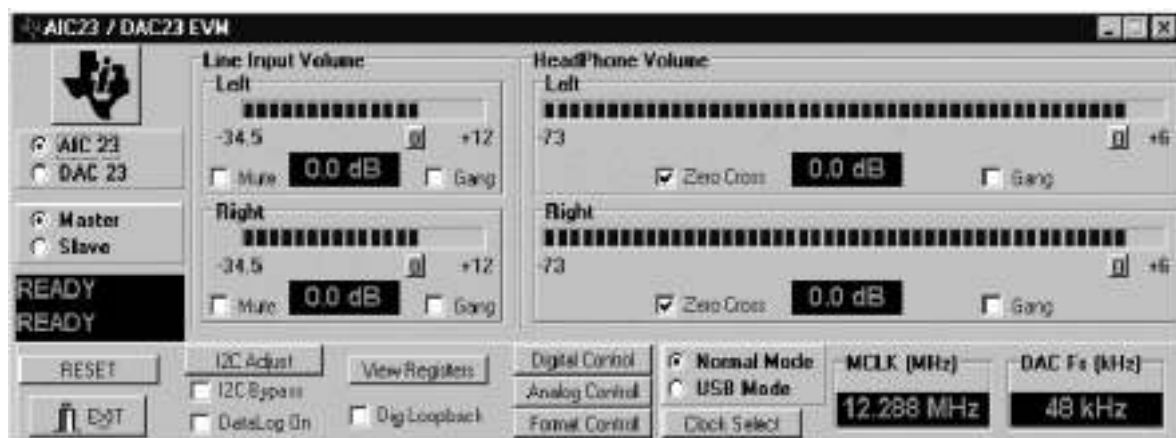 AIC23 / DAC23 EVM
AIC 23
DAC 23
Master
Slave
READY
READY
Line Input Volume
Left
-34.5 0 +12
Mute 0.0 dB Gang
Right
-34.5 0 +12
Mute 0.0 dB Gang
HeadPhone Volume
Left
-73 0 +6
Zero Cross 0.0 dB Gang
Right
-73 0 +6
Zero Cross 0.0 dB Gang
RESET
EXIT
I2C Adjust
I2C Bypass
DataLog On
View Registers
Dig Loopback
Digital Control
Analog Control
Format Control
Normal Mode
USB Mode
Clock Select
MCLK (MHz)
12.288 MHz
DAC Fs (kHz)
48 kHz